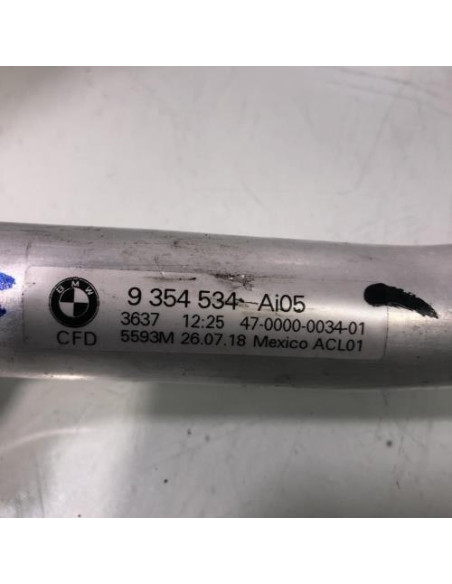 BMW
9 354 534-Ai05
3637 12:25 47-0000-0034-01
CFD 5593M 26.07.18 Mexico ACL01